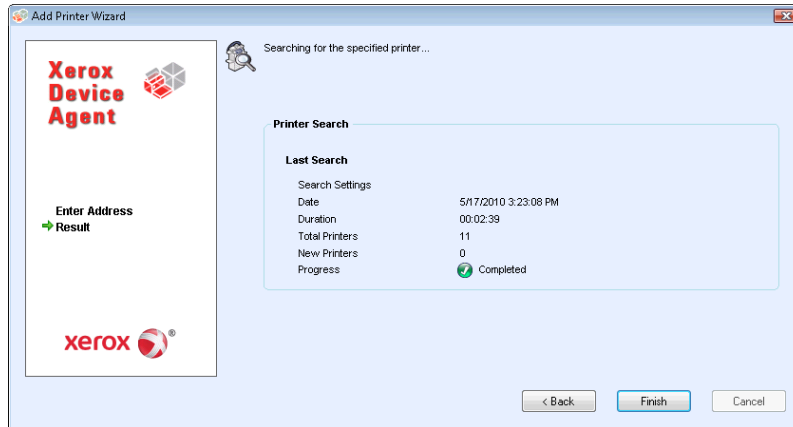 Add Printer Wizard
Xerox
Device
Agent
Enter Address
Result
xerox ®
Searching for the specified printer...
Printer Search
Last Search
Search Settings
Date 5/17/2010 3:23:08 PM
Duration 00:02:39
Total Printers 11
New Printers 0
Progress Completed
< Back Finish Cancel